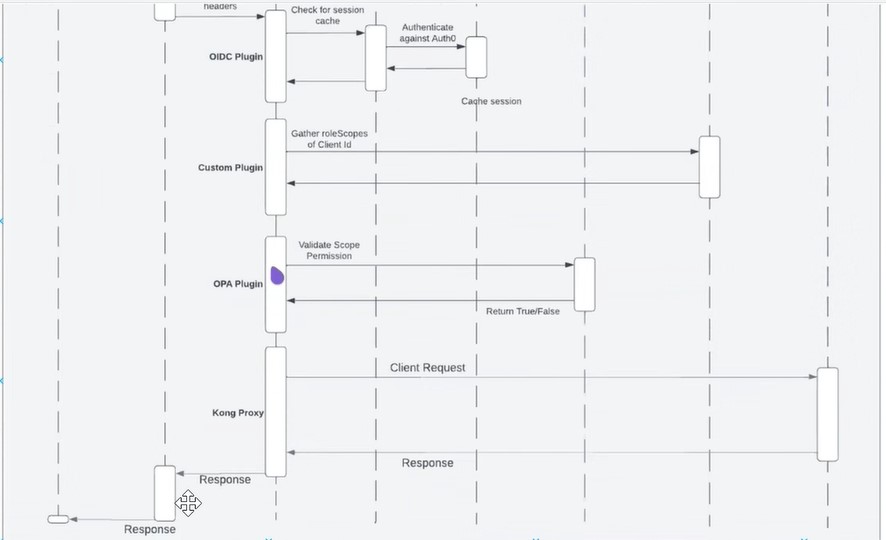 headers
Check for session
cache
Authenticate
against Auth0
OIDC Plugin
Cache session
Gather roleScopes
of Client Id
Custom Plugin
Validate Scope
Permission
OPA Plugin
Return True/False
Client Request
Kong Proxy
Response
Response
Response